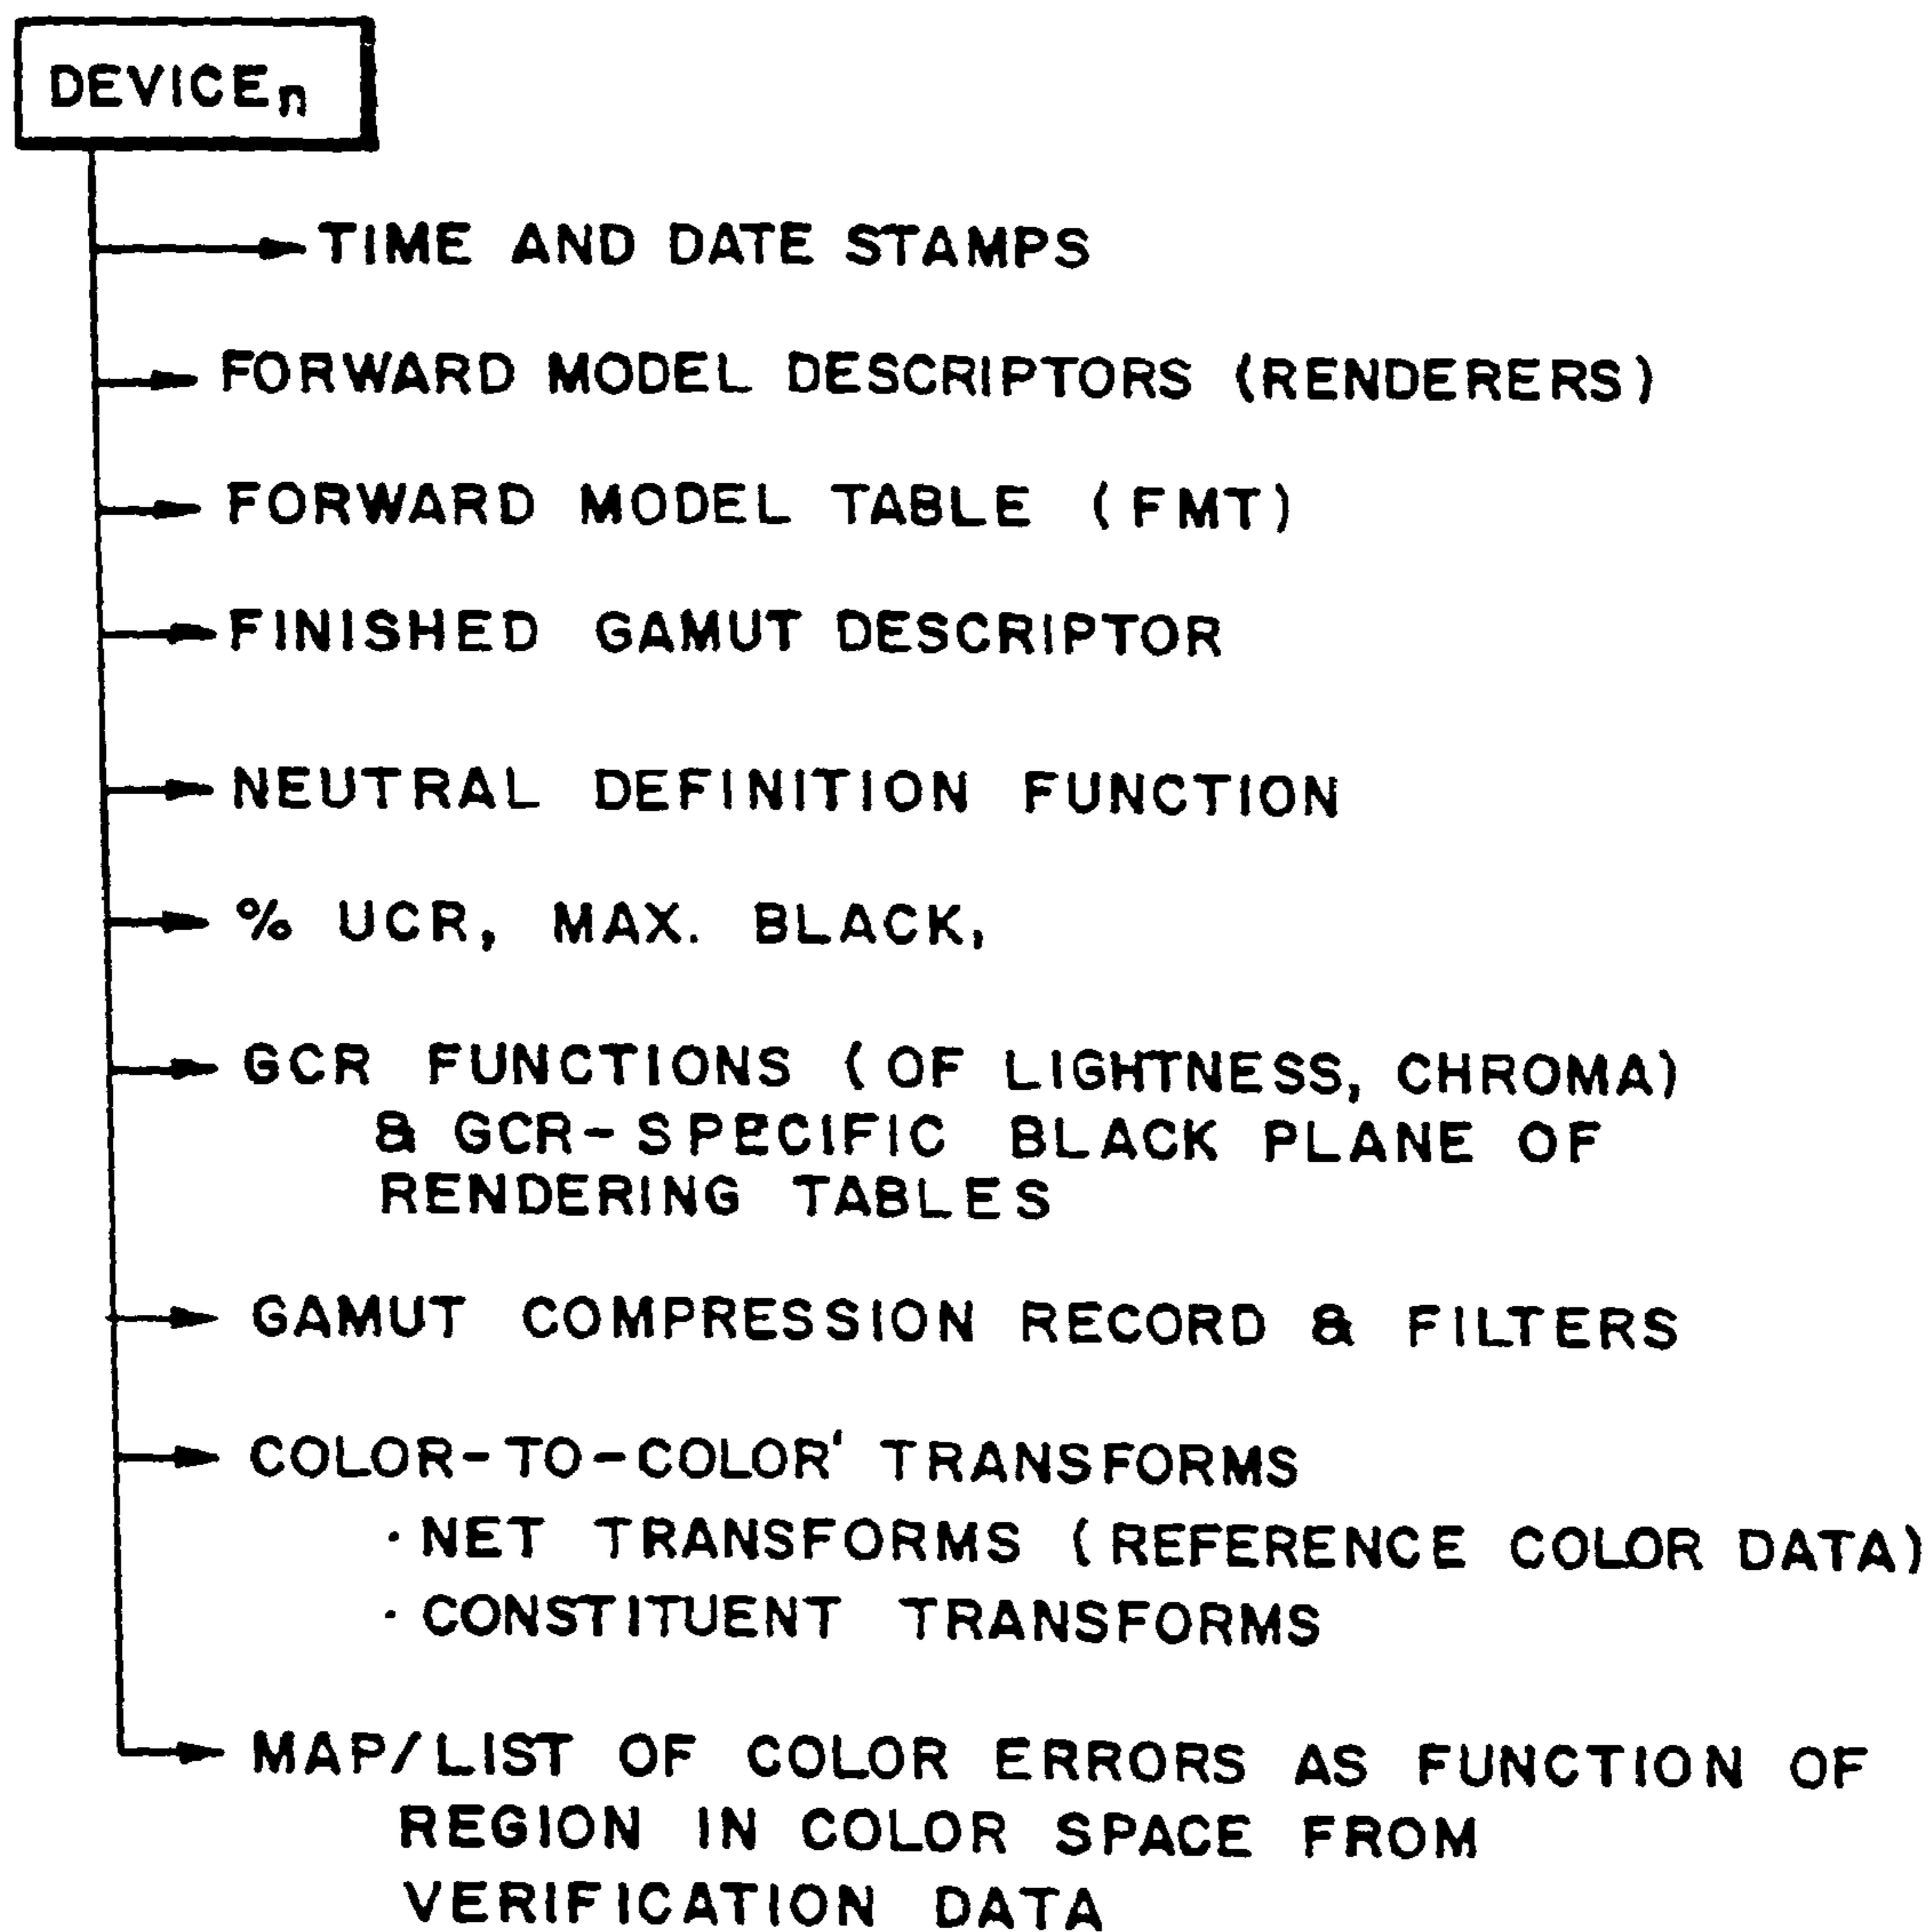 DEVICEn
TIME AND DATE STAMPS
FORWARD MODEL DESCRIPTORS (RENDERERS)
FORWARD MODEL TABLE (FMT)
FINISHED GAMUT DESCRIPTOR
NEUTRAL DEFINITION FUNCTION
% UCR, MAX. BLACK,
GCR FUNCTIONS (OF LIGHTNESS, CHROMA)
& GCR-SPECIFIC BLACK PLANE OF
RENDERING TABLES
GAMUT COMPRESSION RECORD & FILTERS
COLOR-TO-COLOR' TRANSFORMS
· NET TRANSFORMS (REFERENCE COLOR DATA)
· CONSTITUENT TRANSFORMS
MAP/LIST OF COLOR ERRORS AS FUNCTION OF
REGION IN COLOR SPACE FROM
VERIFICATION DATA